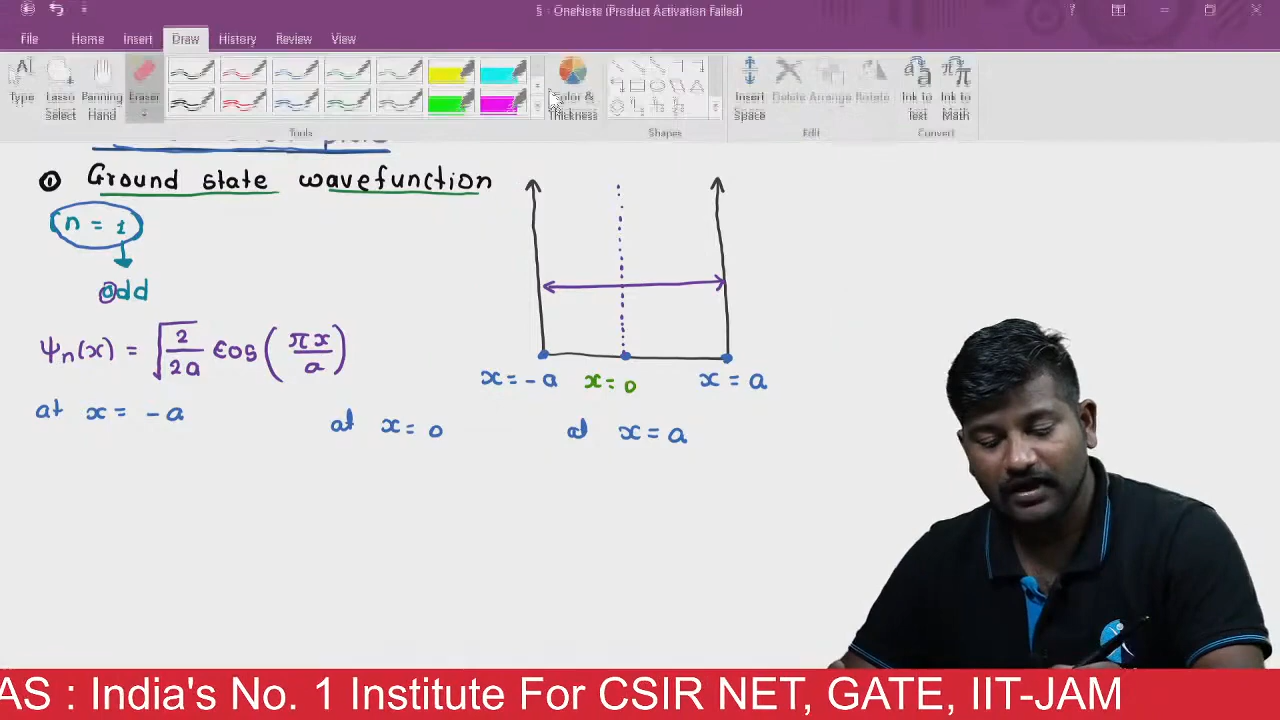 5 : OneNote (Product Activation Failed)
?
File Home Insert Draw History Review View
Type Lasso Select Panning Hand Eraser Color & Thickness Insert Space Delete Arrange Rotate Ink to Text Ink to Math
Tools Shapes Edit Convert
① Ground state wavefunction
n = 1
odd
ψn(x) = √(2/2a) cos(πx/a)
x = -a x = 0 x = a
at x = -a at x = 0 at x = a
AS : India's No. 1 Institute For CSIR NET, GATE, IIT-JAM